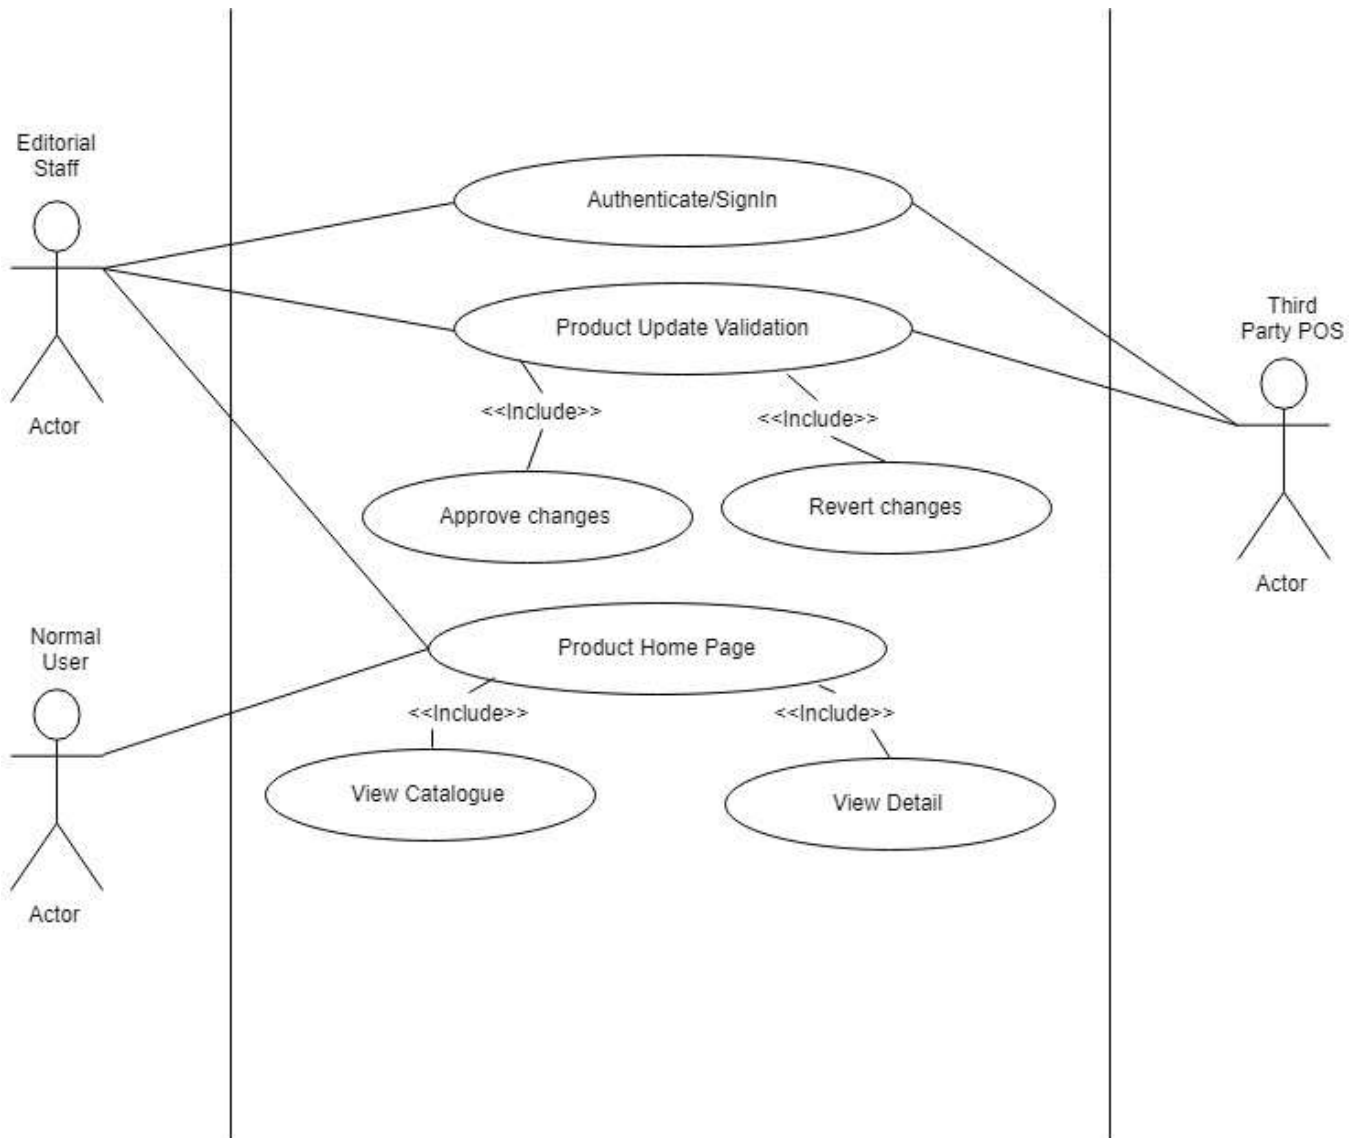 Editorial
Staff
Authenticate/SignIn
Third
Party POS
Product Update Validation
<<Include>>
<<Include>>
Actor
Approve changes
Revert changes
Actor
Normal
User
Product Home Page
<<Include>>
<<Include>>
View Catalogue
View Detail
Actor